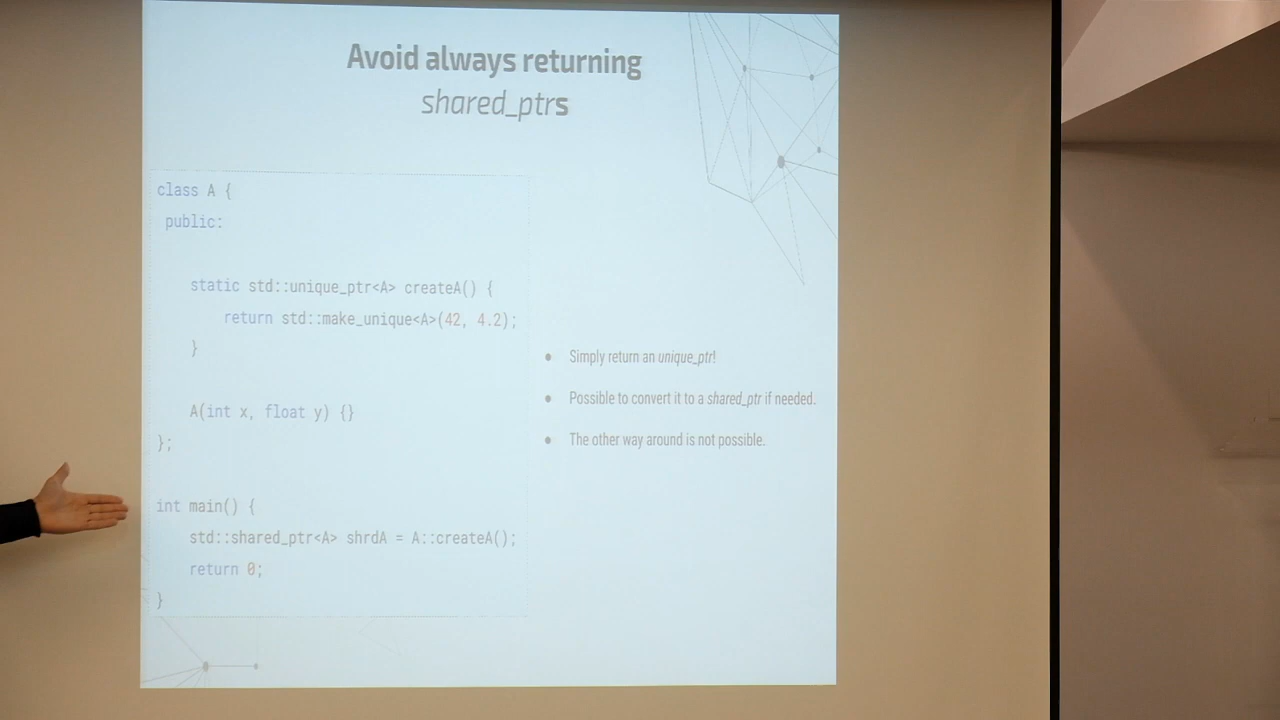 Avoid always returning
shared_ptrs
class A {
public:
static std::unique_ptr<A> createA() {
return std::make_unique<A>(42, 4.2);
}
A(int x, float y) {}
};
int main() {
std::shared_ptr<A> shrdA = A::createA();
return 0;
}
● Simply return an unique_ptr!
● Possible to convert it to a shared_ptr if needed.
● The other way around is not possible.